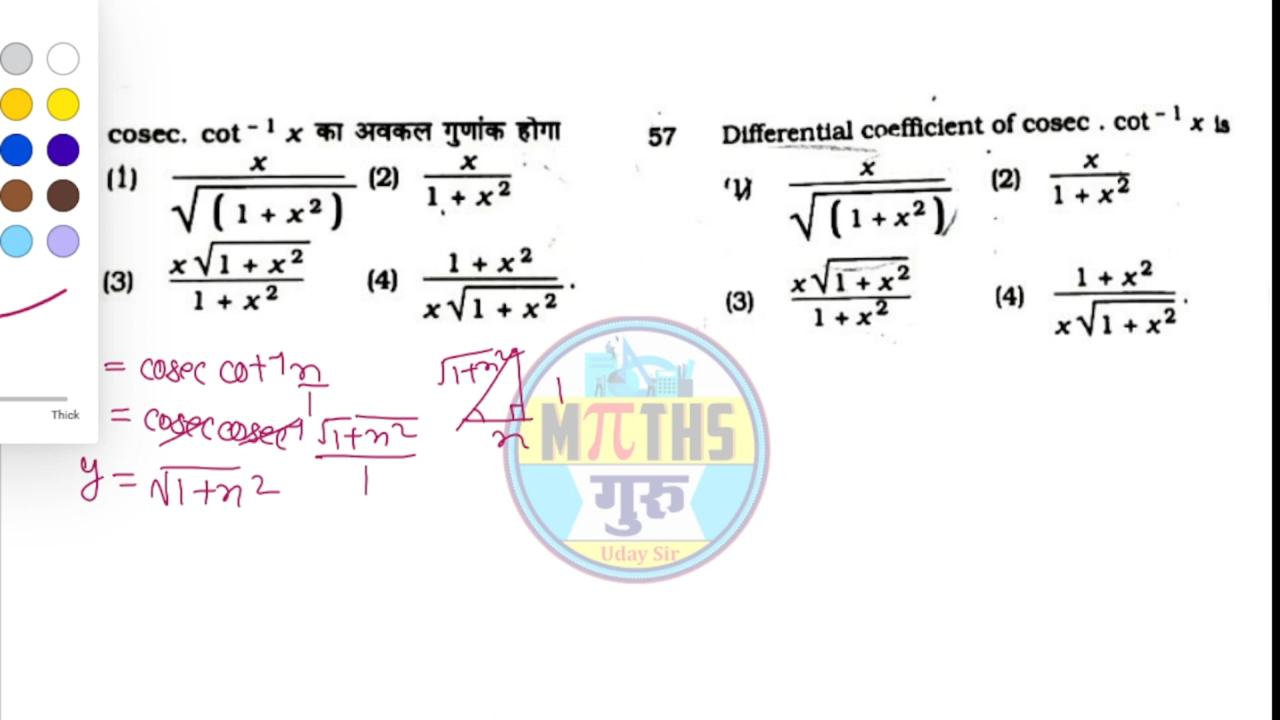 cosec. cot⁻¹ x का अवकल गुणांक होगा
(1) x/√(1 + x²) (2) x/(1 + x²)
(3) x√(1 + x²)/(1 + x²) (4) (1 + x²)/(x√(1 + x²)).
57 Differential coefficient of cosec . cot⁻¹ x is
(1) x/√(1 + x²) (2) x/(1 + x²)
(3) x√(1 + x²)/(1 + x²) (4) (1 + x²)/(x√(1 + x²)).
= cosec cot⁻¹ x/1
= cosec cosec⁻¹ √(1+x²)/1
y = √(1+x²)
√(1+x²)
1
x
Thick
MπTHS
गुरु
Uday Sir